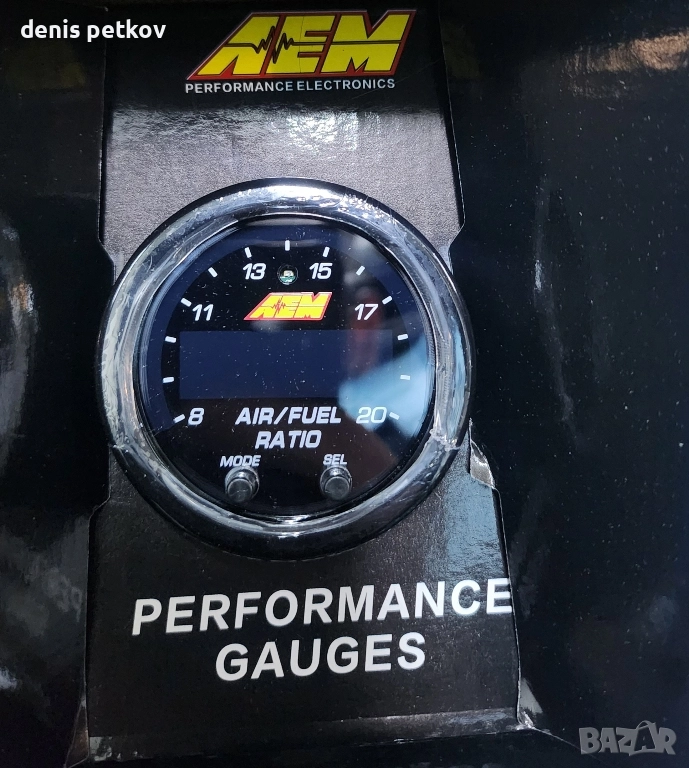 denis petkov
AEM
PERFORMANCE ELECTRONICS
13 15
11 17
AEM
8 AIR/FUEL 20
RATIO
MODE SEL
PERFORMANCE
GAUGES
BAZAR